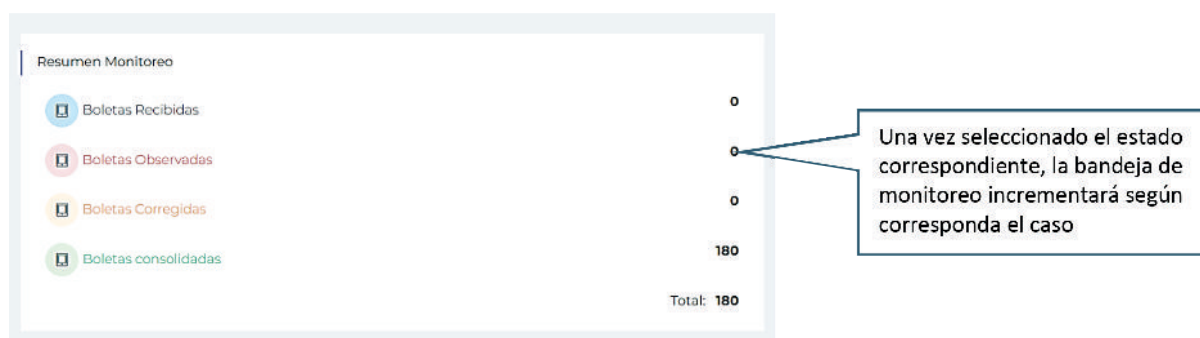 Resumen Monitoreo
Boletas Recibidas 0
Boletas Observadas 0
Boletas Corregidas 0
Boletas consolidadas 180
Total: 180
Una vez seleccionado el estado
correspondiente, la bandeja de
monitoreo incrementará según
corresponda el caso